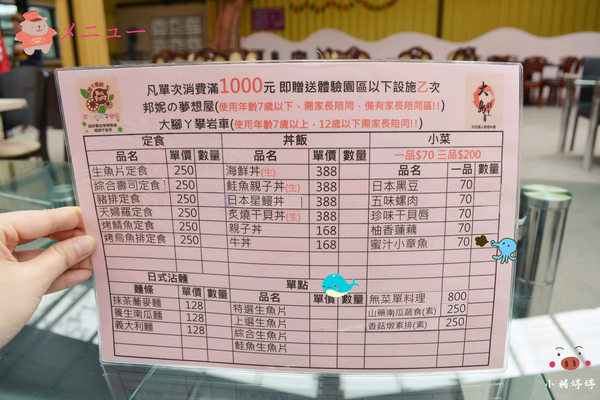 メニュー
凡單次消費滿1000元 即贈送體驗園區以下設施乙次
邦妮の夢想屋(使用年齡7歲以下，需家長陪同，備有家長陪同區!!)
大腳ㄚ攀岩車(使用年齡7歲以上，12歲以下需家長陪同!!)
定食 丼飯 小菜
品名 單價 數量 品名 單價 數量 一品$70 三品$200
生魚片定食 250 海鮮丼(生) 388 品名 一品 數量
綜合壽司定食 250 鮭魚親子丼(生) 388 日本黑豆 70
豬排定食 250 日本星鰻丼 388 五味螺肉 70
天婦羅定食 250 炙燒干貝丼(生) 388 珍味干貝唇 70
烤鯖魚定食 250 親子丼 168 柚香蓮藕 70
烤烏魚排定食 250 牛丼 168 蜜汁小章魚 70
日式沾麵 單點
麵條 單價 數量 品名 單價 數量 無菜單料理 800
抹茶蕎麥麵 128 特選生魚片 山藥南瓜蔬食(素) 250
養生南瓜麵 128 上選生魚片 香菇燉素排(素) 250
義大利麵 128 綜合生魚片
鮭魚生魚片
小豬婷婷